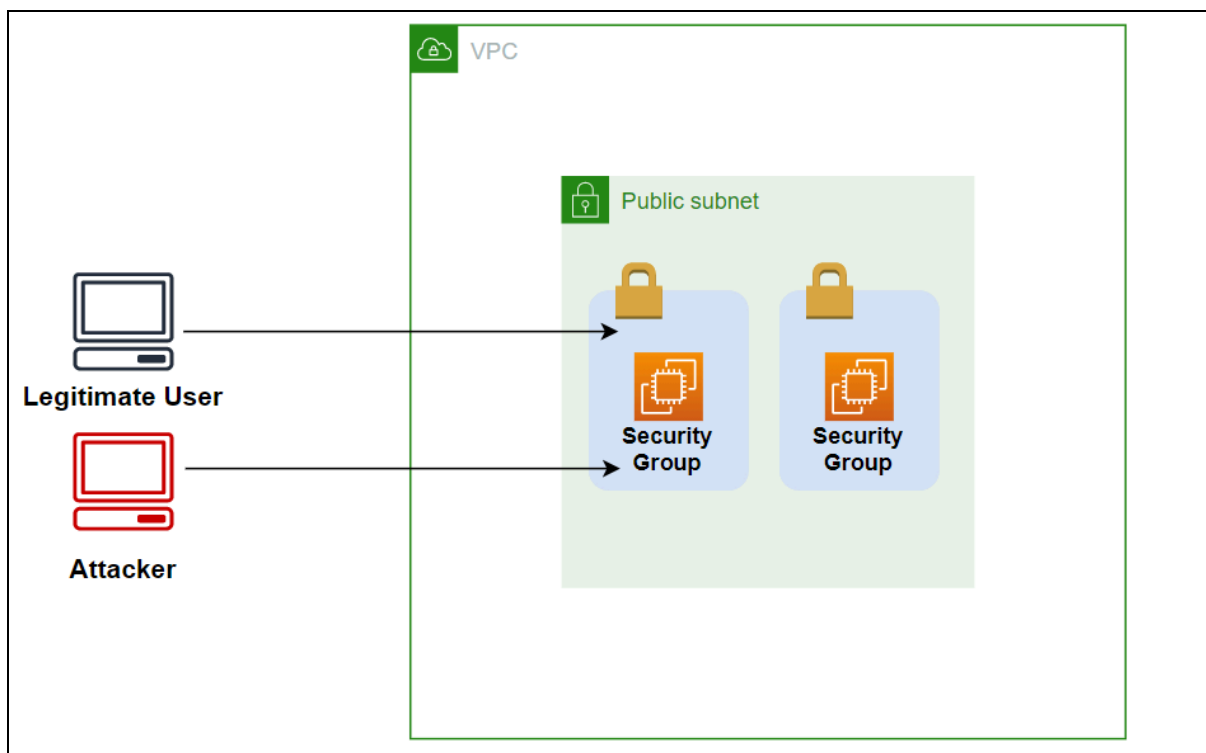 VPC
Public subnet
Legitimate User
Attacker
Security
Group
Security
Group